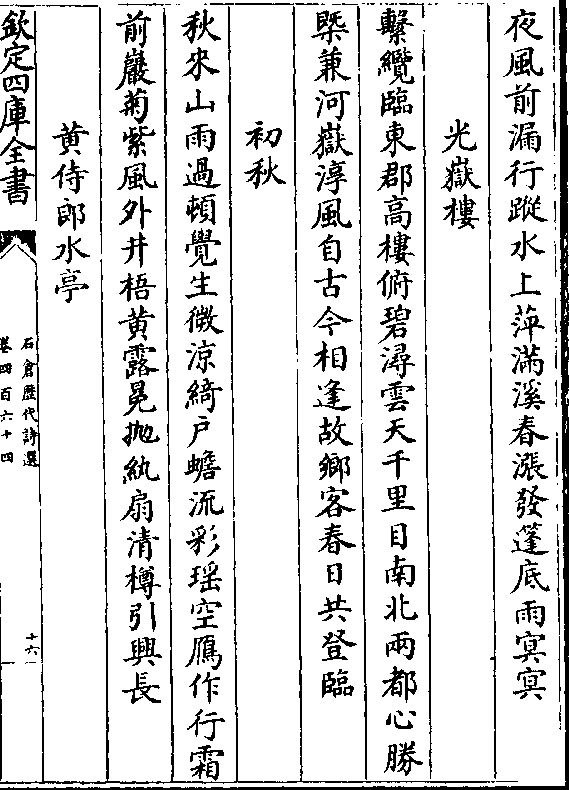 夜風前漏行蹤水上萍滿溪春漲發篷底雨冥冥
光嶽樓
繫纜臨東郡高樓俯碧潯雲天千里目南北兩都心勝
槩兼河嶽淳風自古今相逢故鄉客春日共登臨
初秋
秋來山雨過頓覺生微涼綺戶蟾流彩瑶空鴈作行霜
前巖菊紫風外井梧黄露晃抛紈扇清樽引興長
黄侍郎水亭
欽定四庫全書
石倉歷代詩選
卷四百六十四
十六